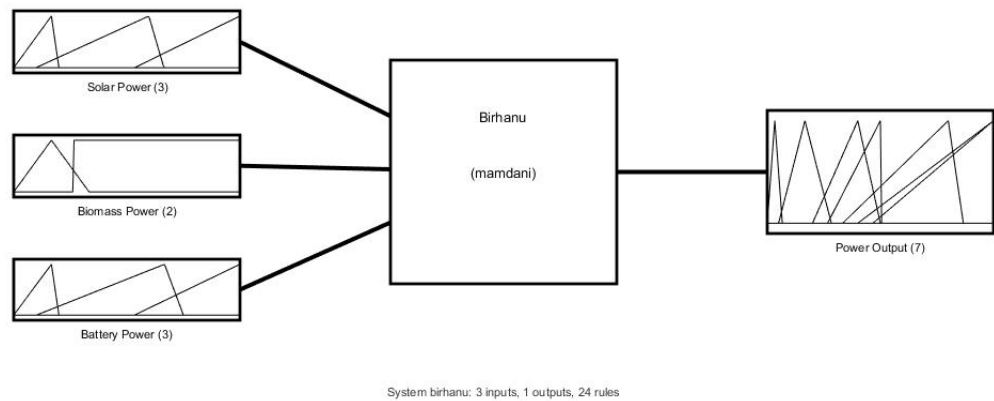 Solar Power (3)
Biomass Power (2)
Battery Power (3)
Birhanu
(mamdani)
Power Output (7)
System birhanu: 3 inputs, 1 outputs, 24 rules